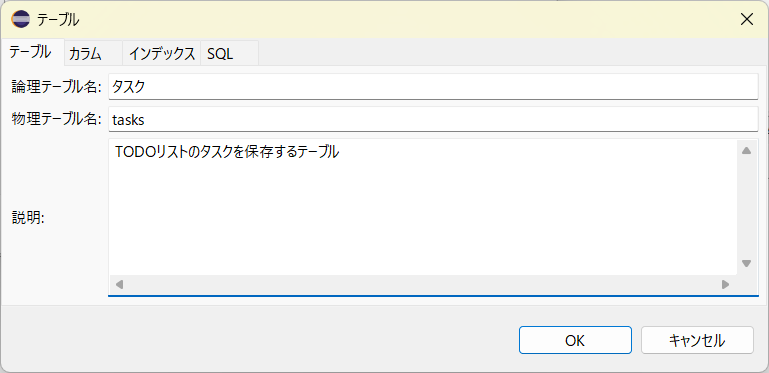 テーブル
テーブル カラム インデックス SQL
論理テーブル名: タスク
物理テーブル名: tasks
TODOリストのタスクを保存するテーブル
説明:
OK キャンセル